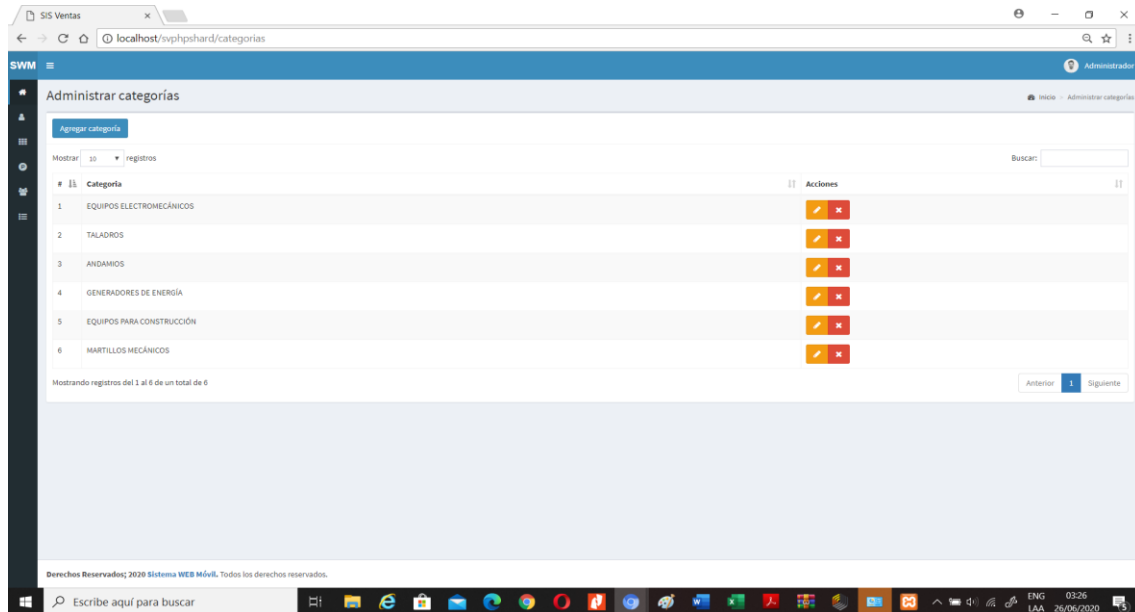 SIS Ventas
localhost/svphpshard/categorias
SWM
Administrador
Administrar categorías
Inicio
Administrar categorías
Agregar categoría
Mostrar 10 registros
Buscar:
# Categoria Acciones
1 EQUIPOS ELECTROMECÁNICOS
2 TALADROS
3 ANDAMIOS
4 GENERADORES DE ENERGÍA
5 EQUIPOS PARA CONSTRUCCIÓN
6 MARTILLOS MECÁNICOS
Mostrando registros del 1 al 6 de un total de 6
Anterior 1 Siguiente
Derechos Reservados; 2020 Sistema WEB Móvil. Todos los derechos reservados.
Escribe aquí para buscar
ENG 03:26
LAA 26/06/2020